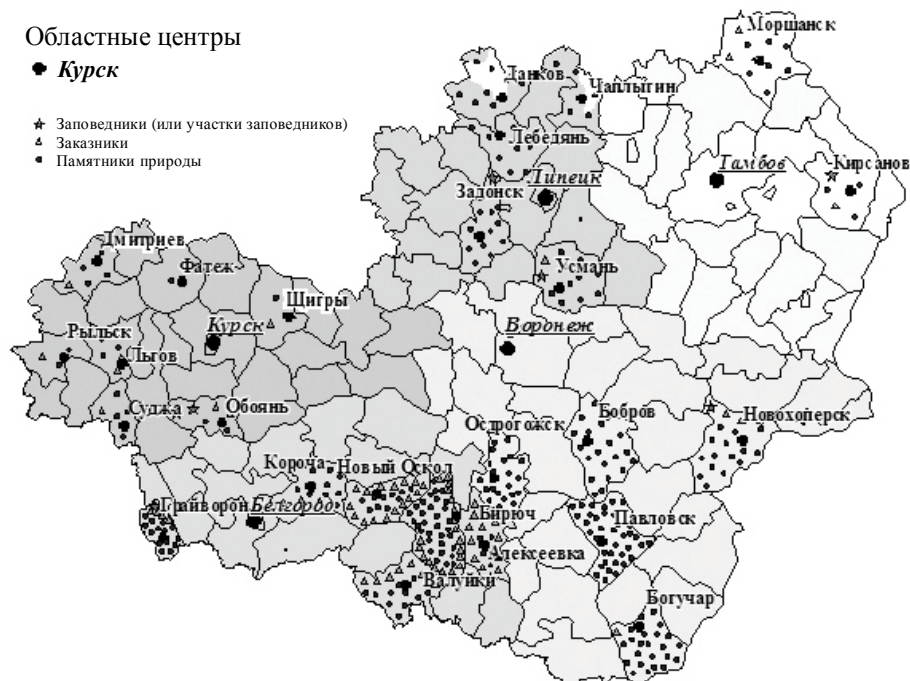 Областные центры
Курск
Заповедники (или участки заповедников)
Заказники
Памятники природы
Моршанск
Данков
Чаплыгин
Лебедянь
Тамбов
Кирсанов
Задонск
Липецк
Дмитриев
Фатеж
Усмань
Щигры
Рыльск
Курск
Воронеж
Льгов
Суджа
Обоянь
Острогожск
Бобров
Новохоперск
Короча
Новый Оскол
Грайворон
Белгород
Бирюч
Павловск
Алексеевка
Валуйки
Богучар